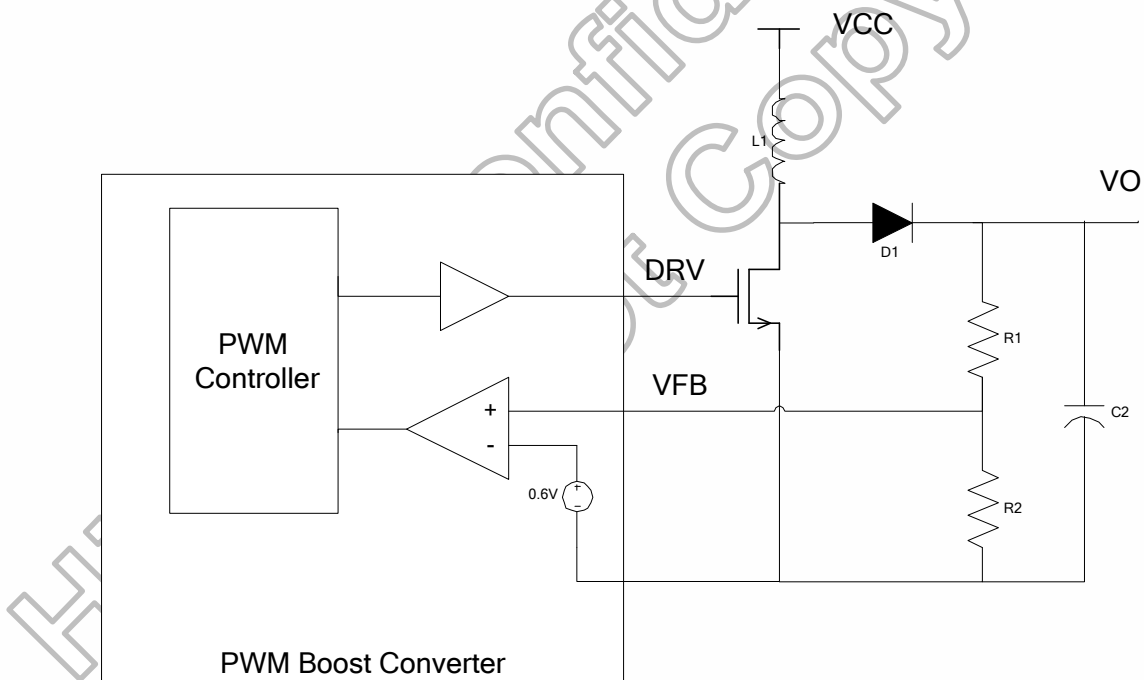 VCC
L1
VO
D1
DRV
R1
PWM
Controller
VFB
+
-
C2
0.6V
+
-
R2
PWM Boost Converter